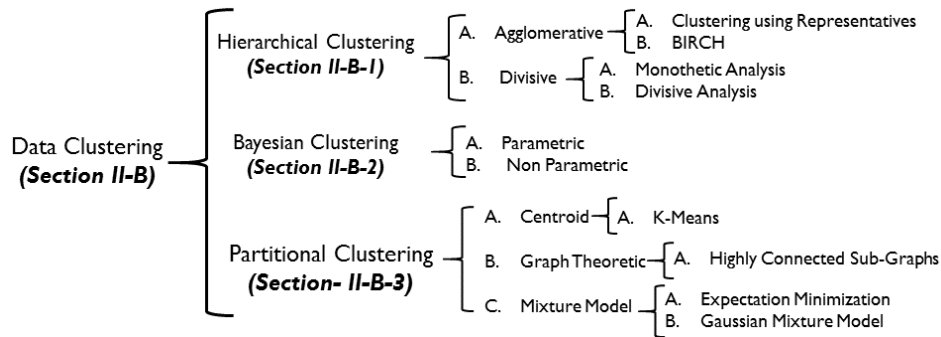 Data Clustering
(Section II-B)
Hierarchical Clustering
(Section II-B-1)
A. Agglomerative
A. Clustering using Representatives
B. BIRCH
B. Divisive
A. Monothetic Analysis
B. Divisive Analysis
Bayesian Clustering
(Section II-B-2)
A. Parametric
B. Non Parametric
Partitional Clustering
(Section- II-B-3)
A. Centroid
A. K-Means
B. Graph Theoretic
A. Highly Connected Sub-Graphs
C. Mixture Model
A. Expectation Minimization
B. Gaussian Mixture Model